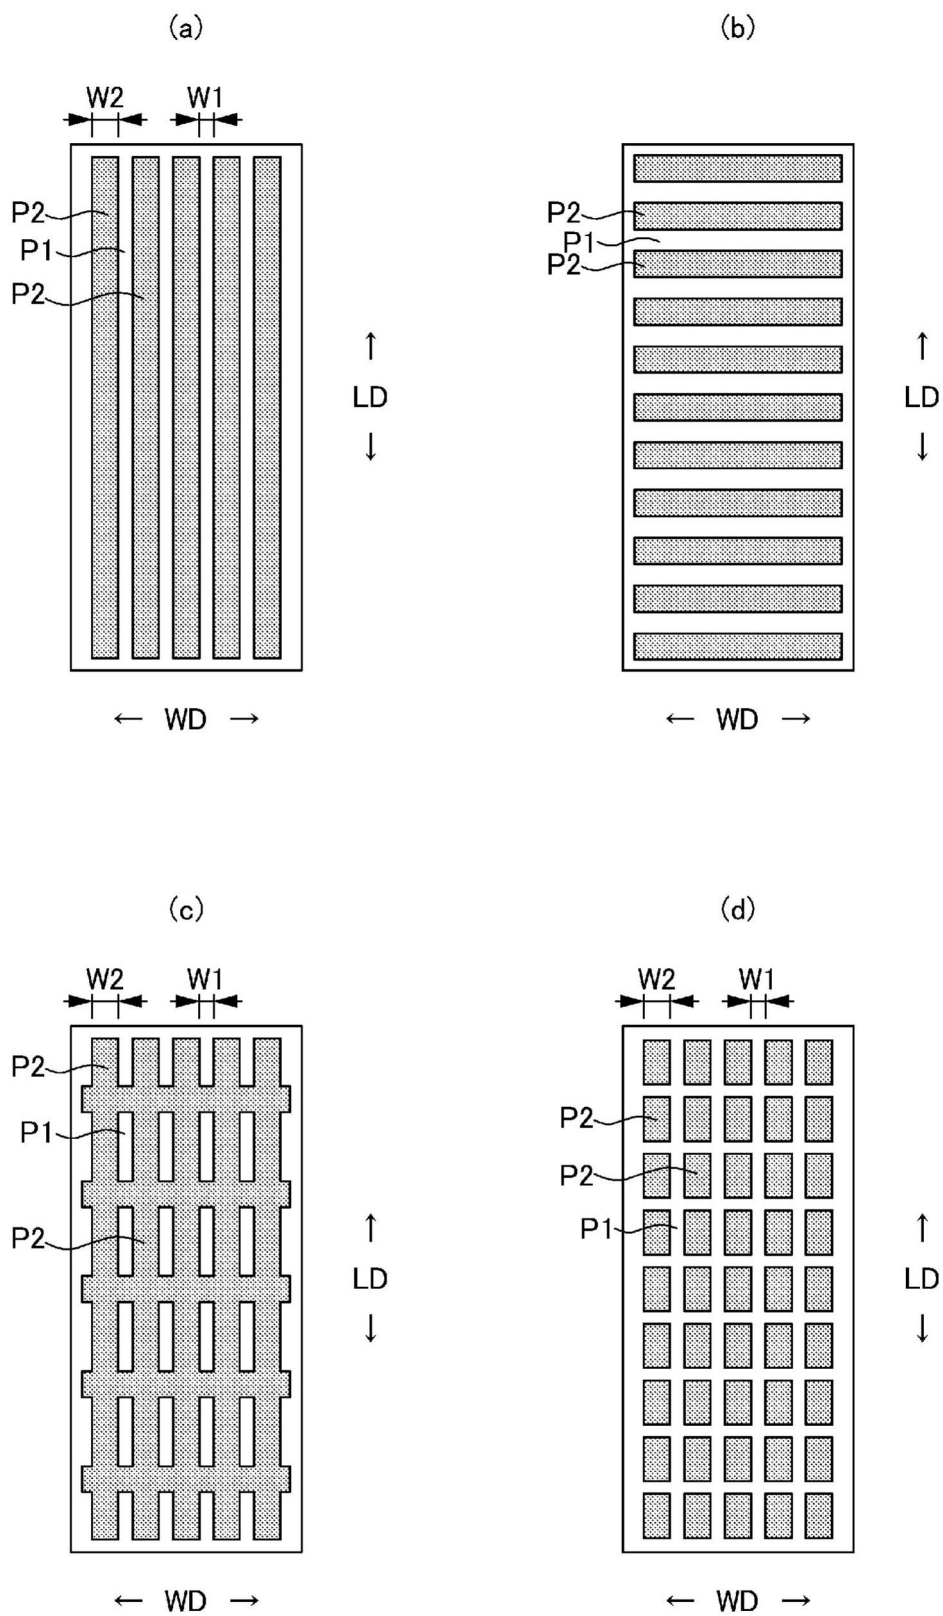 (a)
W2 W1
P2
P1
P2
↑
LD
↓
← WD →
(b)
P2
P1
P2
↑
LD
↓
← WD →
(c)
W2 W1
P2
P1
P2
↑
LD
↓
← WD →
(d)
W2 W1
P2
P2
P1
↑
LD
↓
← WD →